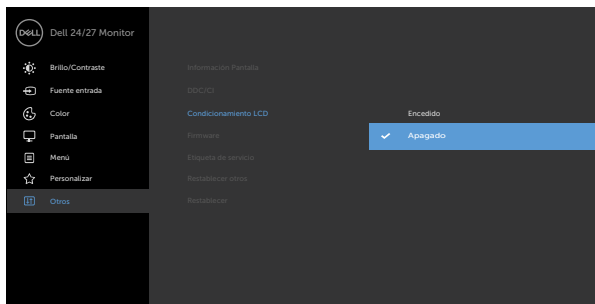 DELL Dell 24/27 Monitor
Brillo/Contraste
Fuente entrada
Color
Pantalla
Menú
Personalizar
Otros
Información Pantalla
DDC/CI
Condicionamiento LCD
Firmware
Etiqueta de servicio
Restablecer otros
Restablecer
Encedido
Apagado